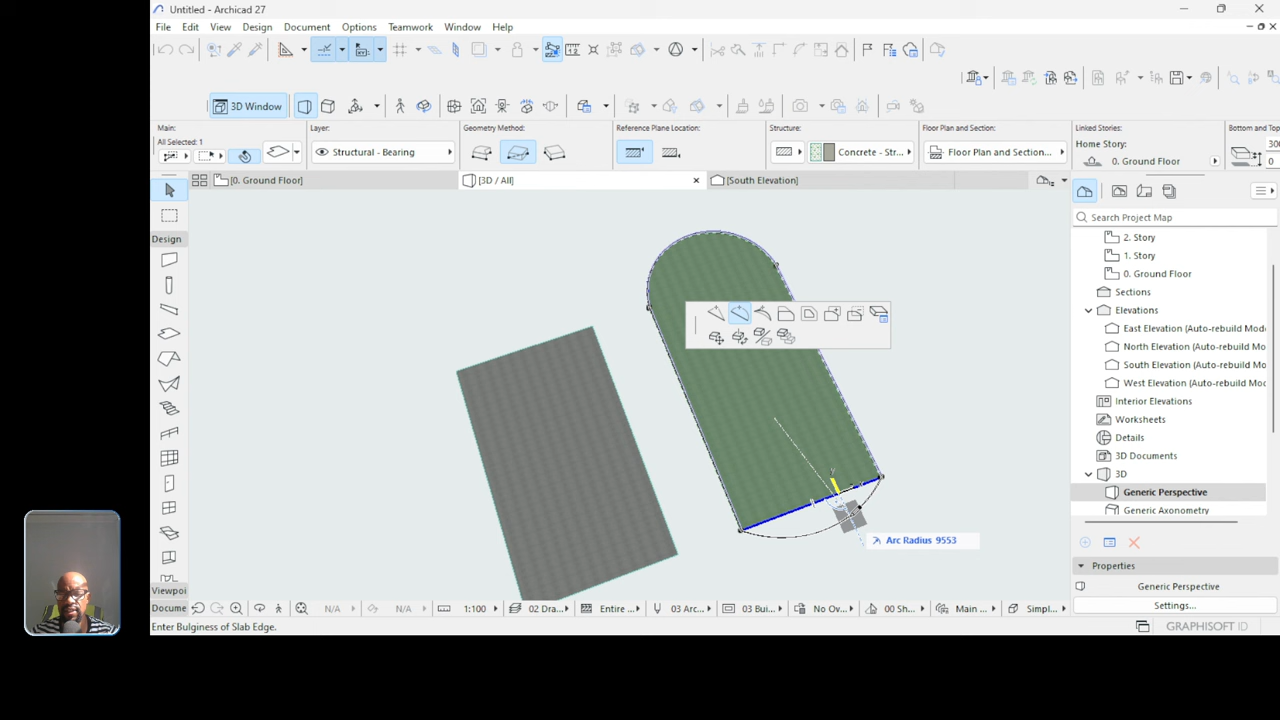 Untitled - Archicad 27
File Edit View Design Document Options Teamwork Window Help
3D Window
Main:
All Selected: 1
Layer:
Structural - Bearing
Geometry Method:
Reference Plane Location:
Structure:
Concrete - Str...
Floor Plan and Section:
Floor Plan and Section...
Linked Stories:
Home Story:
0. Ground Floor
Bottom and Top
300
0
[0. Ground Floor]
[3D / All]
[South Elevation]
Design
Search Project Map
2. Story
1. Story
0. Ground Floor
Sections
Elevations
East Elevation (Auto-rebuild Mod
North Elevation (Auto-rebuild Mo
South Elevation (Auto-rebuild Mo
West Elevation (Auto-rebuild Mod
Interior Elevations
Worksheets
Details
3D Documents
3D
Generic Perspective
Generic Axonometry
Arc Radius 9553
Properties
Generic Perspective
Settings...
Viewpoi
Docume
N/A
N/A
1:100
02 Dra...
Entire ...
03 Arc...
03 Bui...
No Ov...
00 Sh...
Main ...
Simpl...
Enter Bulginess of Slab Edge.
GRAPHISOFT ID